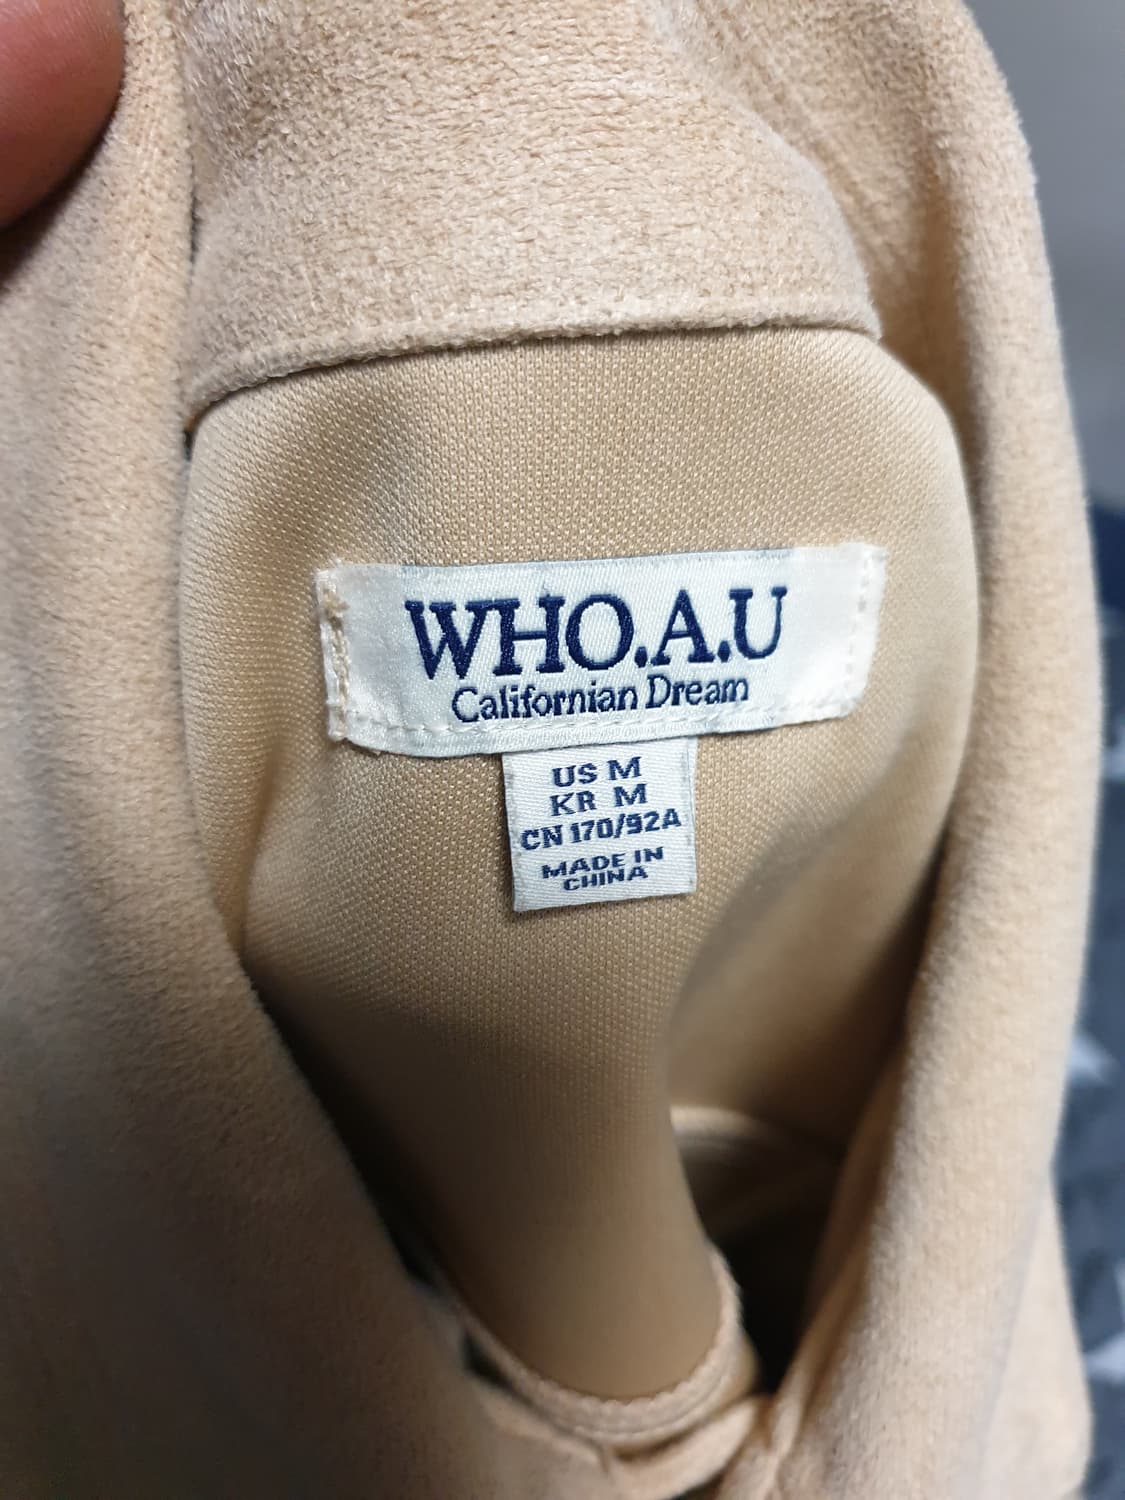 WHO.A.U
Californian Dream
US M
KR M
CN 170/92A
MADE IN
CHINA